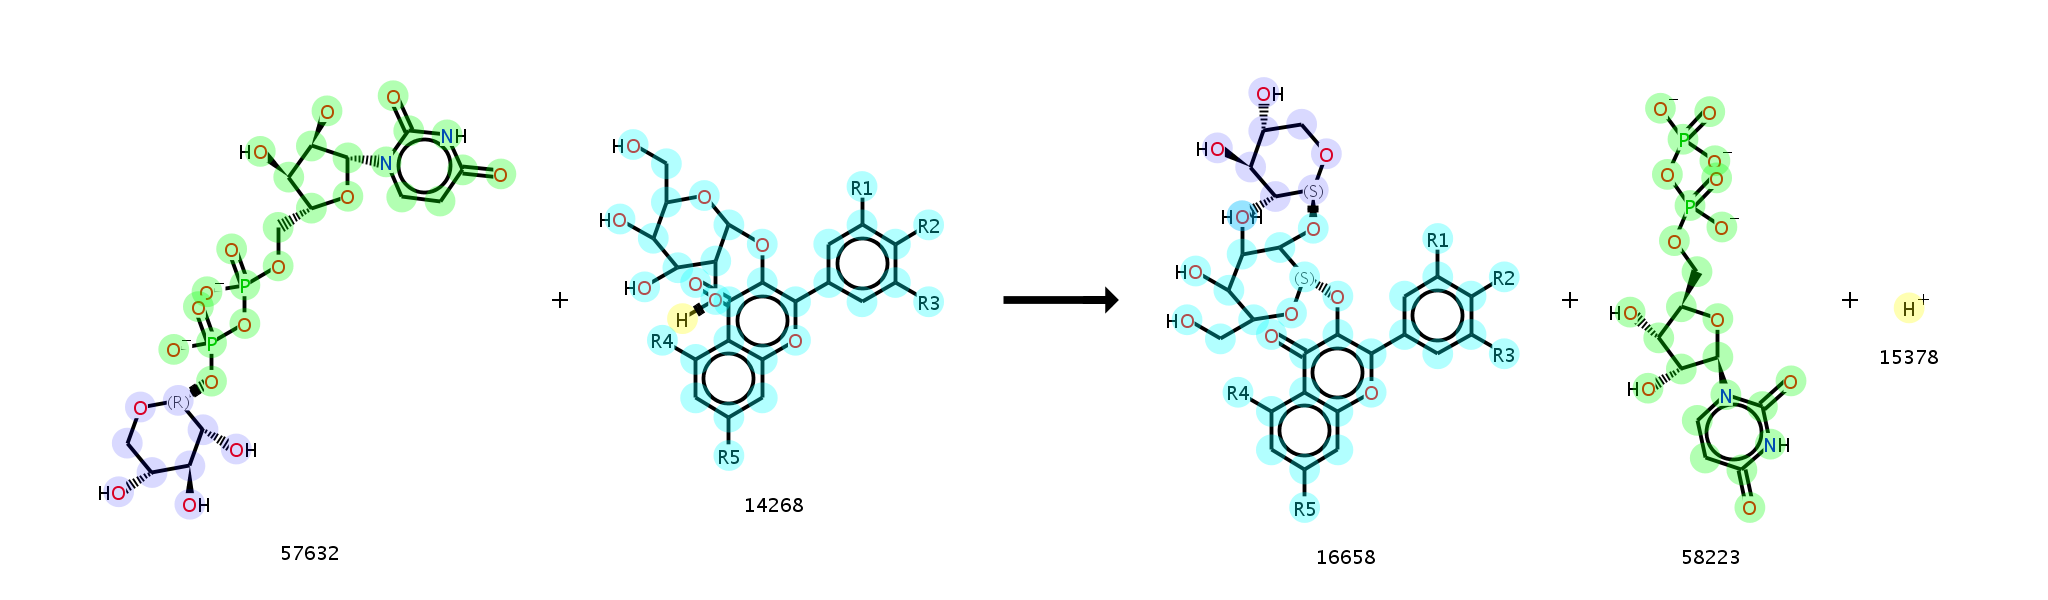 O
O
HO
N
NH
O
O
O
O
O−
P
O
O
O−
P
O
O
(R)
OH
HO
OH
57632
+
HO
O
HO
HO
O
O
O
H
O
R1
R2
R3
R4
R5
14268
OH
HO
O
(S)
HOH
O
HO
(S)
O
HO
O
O
O
R1
R2
R3
R4
R5
16658
+
O−
O
P
O−
O
O
P
O−
O
HO
O
HO
N
O
NH
O
58223
+
H+
15378